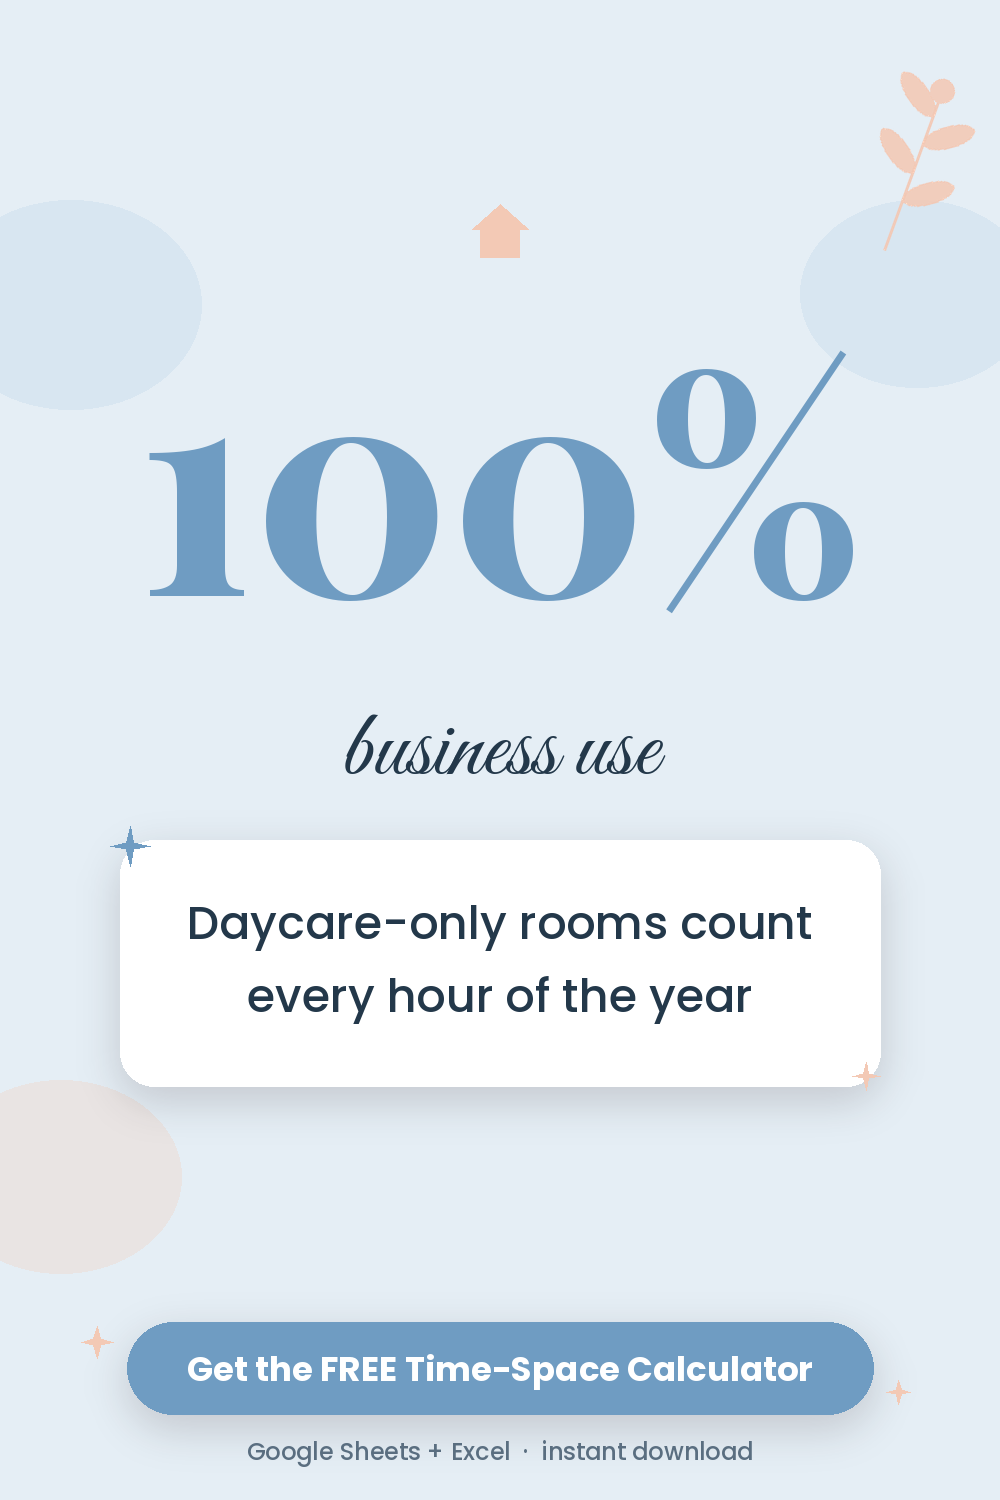 100%
business use
Daycare-only rooms count
every hour of the year
Get the FREE Time-Space Calculator
Google Sheets + Excel · instant download